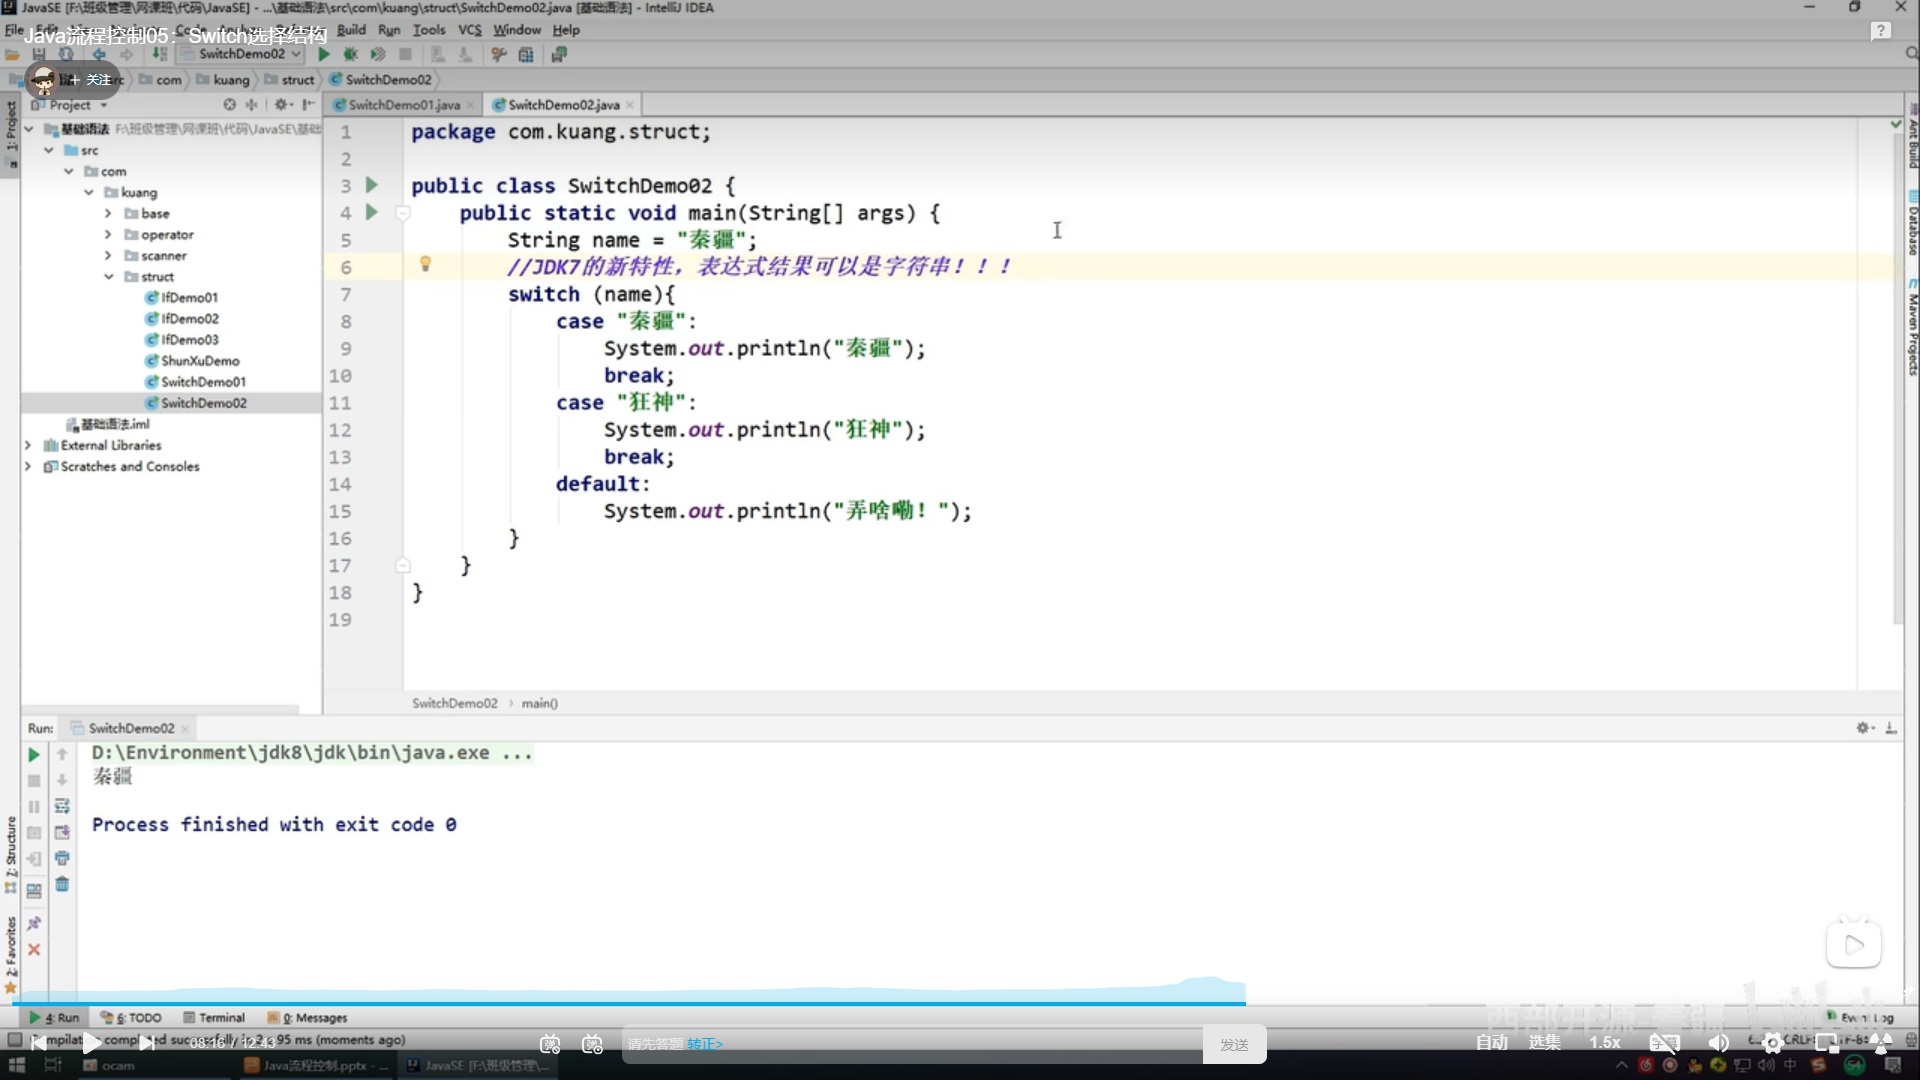 JavaSE [F:\班级管理\网课班\代码\JavaSE] - ...\基础语法\src\com\kuang\struct\SwitchDemo02.java [基础语法] - IntelliJ IDEA
File Build Run Tools VCS Window Help
Java流程控制05：Switch选择结构
SwitchDemo02
+ 关注
com kuang struct SwitchDemo02
Project
SwitchDemo01.java SwitchDemo02.java
1: Project
基础语法 F:\班级管理\网课班\代码\JavaSE\基础
src
com
kuang
base
operator
scanner
struct
IfDemo01
IfDemo02
IfDemo03
ShunXuDemo
SwitchDemo01
SwitchDemo02
基础语法.iml
External Libraries
Scratches and Consoles
1 package com.kuang.struct;
2
3 public class SwitchDemo02 {
4 public static void main(String[] args) {
5 String name = "秦疆";
6 //JDK7的新特性，表达式结果可以是字符串！！！
7 switch (name){
8 case "秦疆":
9 System.out.println("秦疆");
10 break;
11 case "狂神":
12 System.out.println("狂神");
13 break;
14 default:
15 System.out.println("弄啥嘞！");
16 }
17 }
18 }
19
SwitchDemo02 › main()
Ant Build
Database
Maven Projects
Run: SwitchDemo02
D:\Environment\jdk8\jdk\bin\java.exe ...
秦疆
Process finished with exit code 0
Z: Structure
2: Favorites
4: Run 6: TODO Terminal 0: Messages Event Log
08:16 / 12:43
95 ms (moments ago)
请先答题 转正>
发送
自动 选集 1.5x 字幕
ocam
Java流程控制.pptx - ...
JavaSE [F:\班级管理\...
中
54